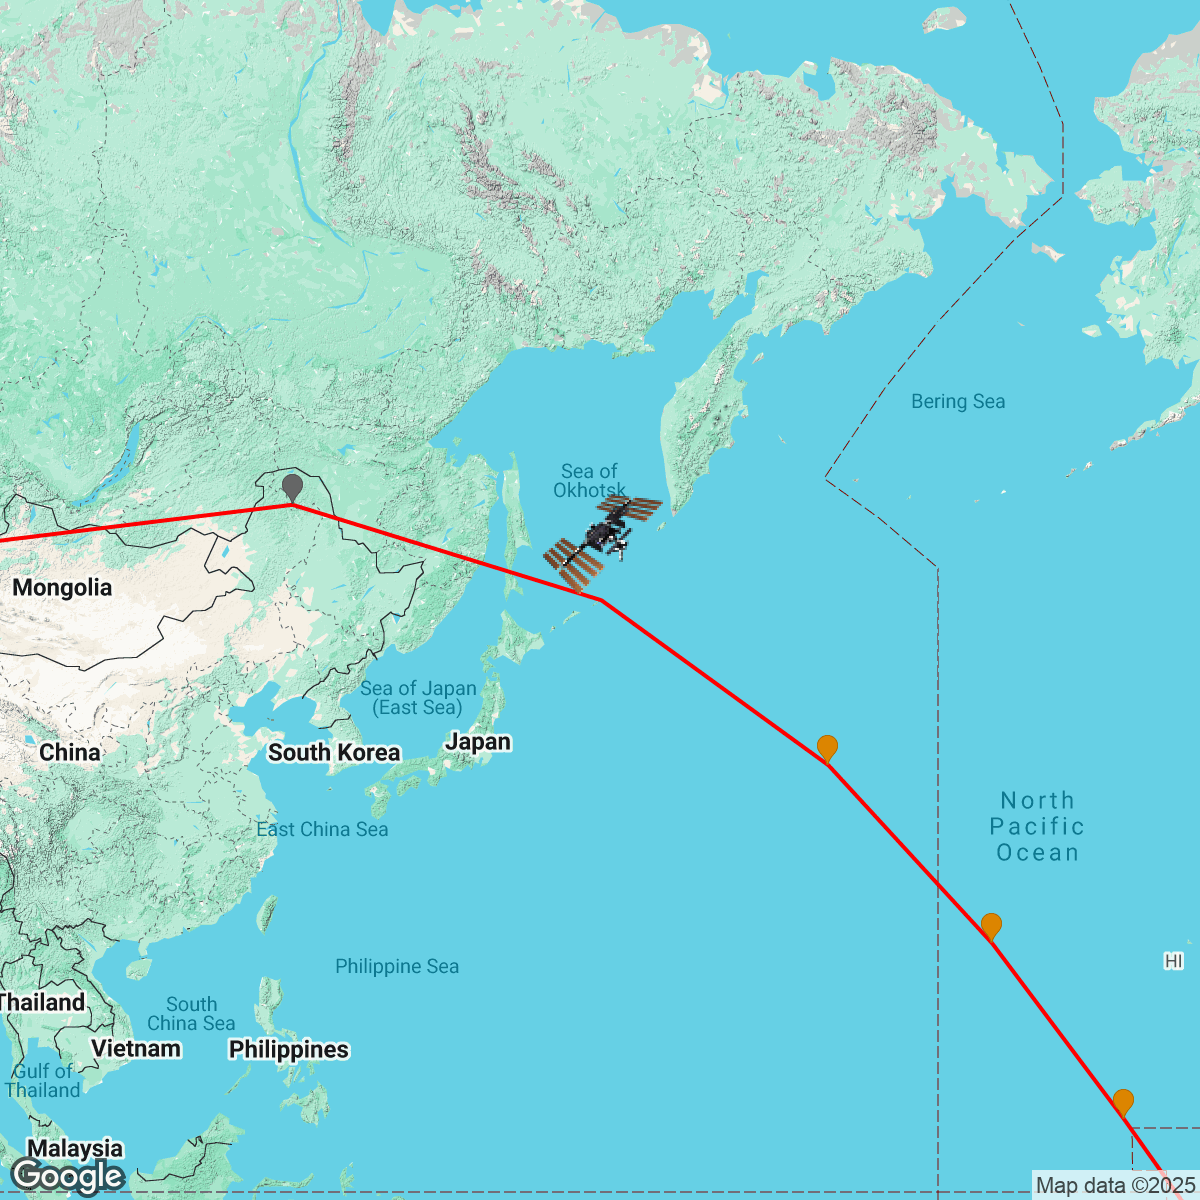 Bering Sea
Sea of
Okhotsk
Mongolia
Sea of Japan
(East Sea)
Japan
China
South Korea
North
Pacific
Ocean
East China Sea
HI
Philippine Sea
Thailand
South
China Sea
Vietnam
Philippines
Gulf of
Thailand
Malaysia
Google
Map data ©2025